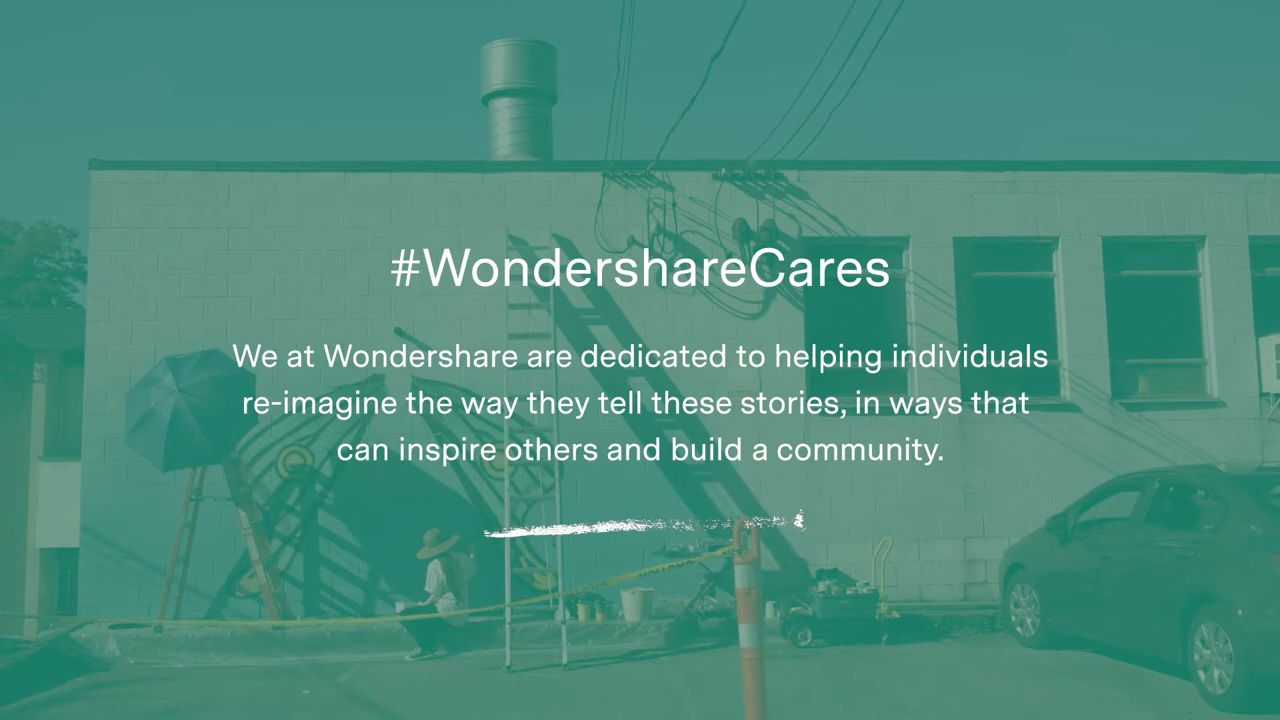 #WondershareCares
We at Wondershare are dedicated to helping individuals
re-imagine the way they tell these stories, in ways that
can inspire others and build a community.